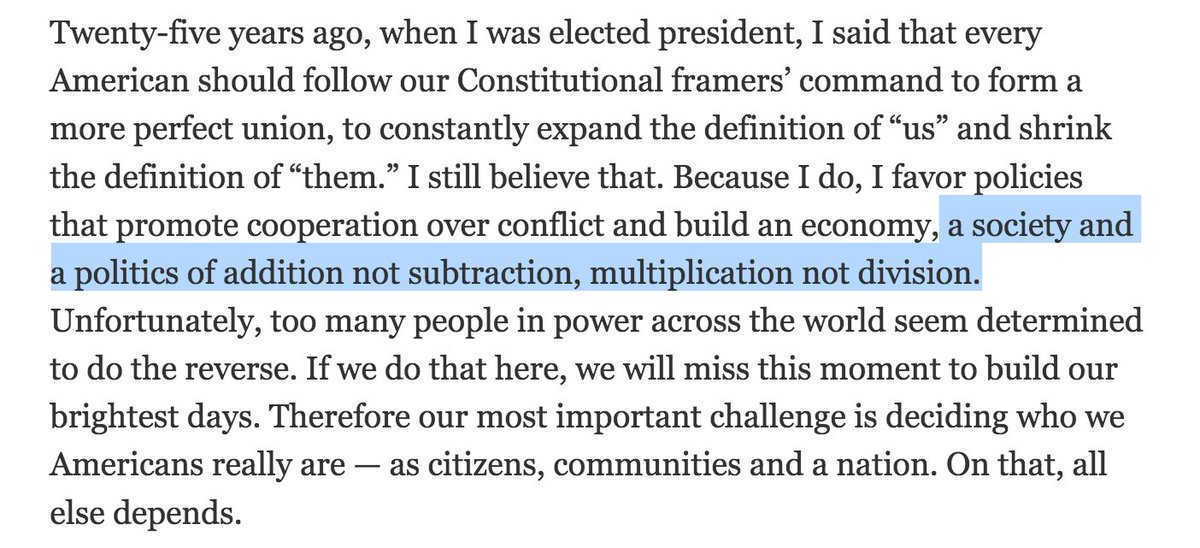 Twenty-five years ago, when I was elected president, I said that every
American should follow our Constitutional framers’ command to form a
more perfect union, to constantly expand the definition of “us” and shrink
the definition of “them.” I still believe that. Because I do, I favor policies
that promote cooperation over conflict and build an economy, a society and
a politics of addition not subtraction, multiplication not division.
Unfortunately, too many people in power across the world seem determined
to do the reverse. If we do that here, we will miss this moment to build our
brightest days. Therefore our most important challenge is deciding who we
Americans really are — as citizens, communities and a nation. On that, all
else depends.